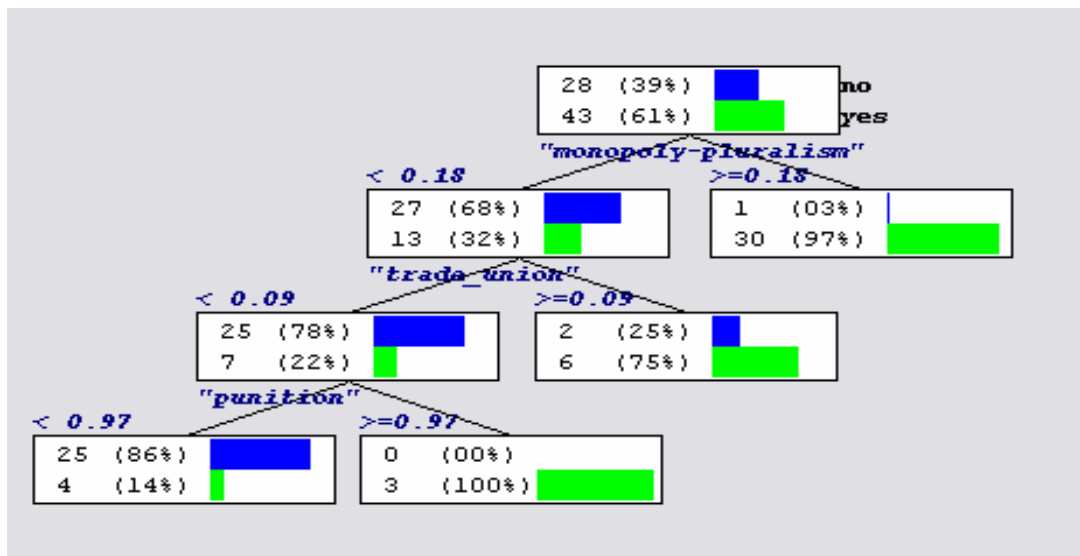 28 (39%) no
43 (61%) yes
"monopoly-pluralism"
< 0.18 >=0.18
27 (68%) 1 (03%)
13 (32%) 30 (97%)
"trada_union"
< 0.09 >=0.09
25 (78%) 2 (25%)
7 (22%) 6 (75%)
"punition"
< 0.97 >=0.97
25 (86%) 0 (00%)
4 (14%) 3 (100%)